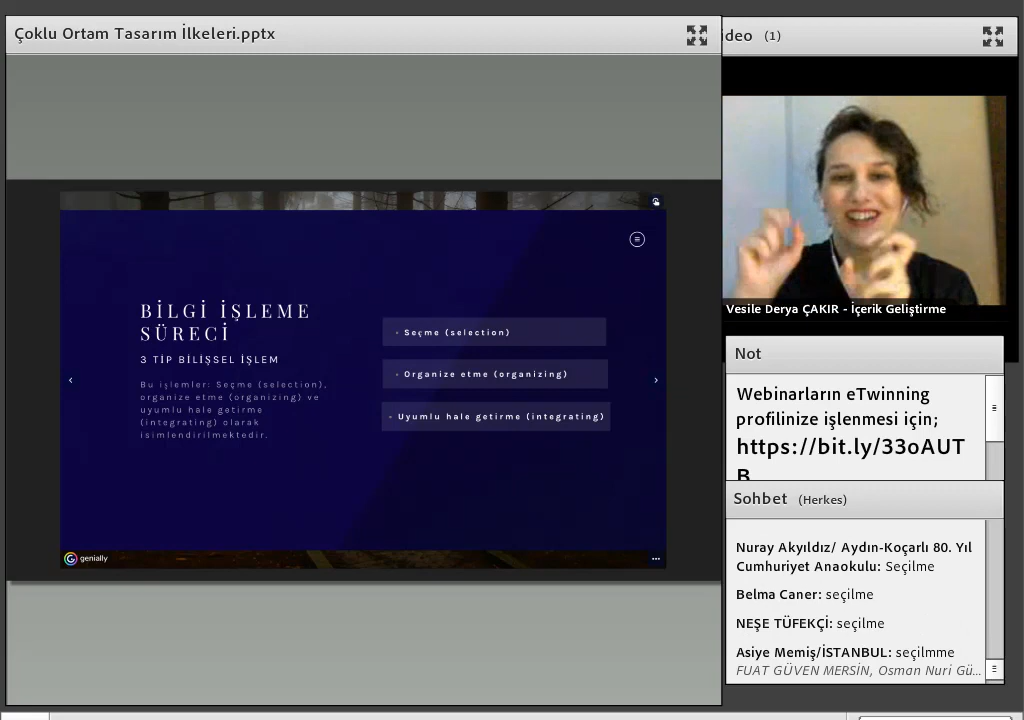 Çoklu Ortam Tasarım İlkeleri.pptx
ideo (1)
BİLGİ İŞLEME
SÜRECİ
3 TİP BİLİŞSEL İŞLEM
Bu işlemler: Seçme (selection),
organize etme (organizing) ve
uyumlu hale getirme
(integrating) olarak
isimlendirilmektedir.
- Seçme (selection)
- Organize etme (organizing)
- Uyumlu hale getirme (integrating)
genially
Vesile Derya ÇAKIR - İçerik Geliştirme
Not
Webinarların eTwinning
profilinize işlenmesi için;
https://bit.ly/33oAUT
B
Sohbet (Herkes)
Nuray Akyıldız/ Aydın-Koçarlı 80. Yıl
Cumhuriyet Anaokulu: Seçilme
Belma Caner: seçilme
NEŞE TÜFEKÇİ: seçilme
Asiye Memiş/İSTANBUL: seçilmme
FUAT GÜVEN MERSİN, Osman Nuri Gü...